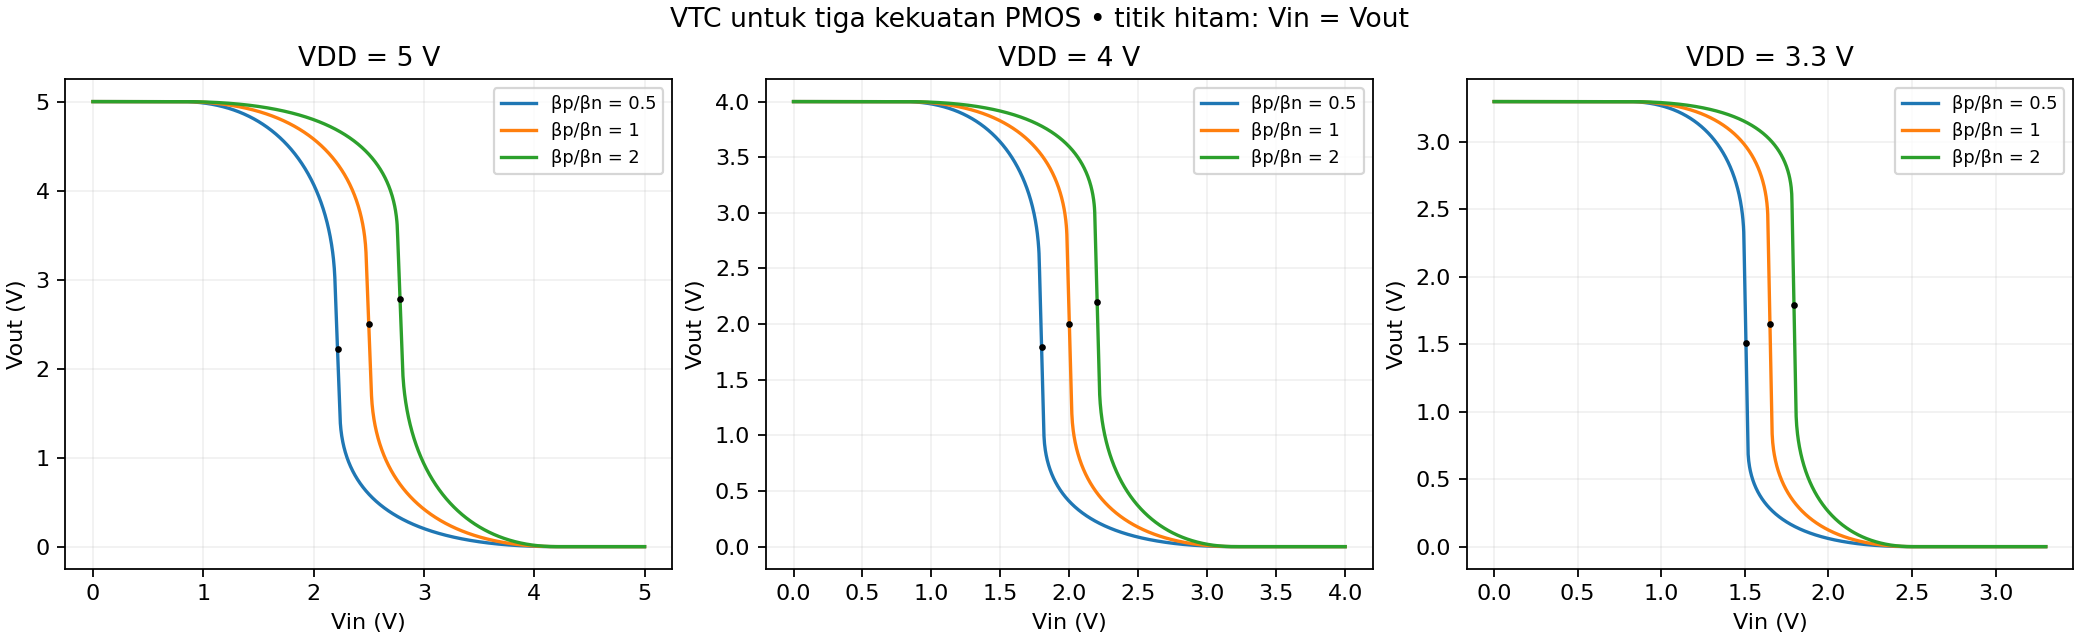 VTC untuk tiga kekuatan PMOS • titik hitam: Vin = Vout
VDD = 5 V
Vout (V)
5
4
3
2
1
0
βp/βn = 0.5
βp/βn = 1
βp/βn = 2
0 1 2 3 4 5
Vin (V)
VDD = 4 V
Vout (V)
4.0
3.5
3.0
2.5
2.0
1.5
1.0
0.5
0.0
βp/βn = 0.5
βp/βn = 1
βp/βn = 2
0.0 0.5 1.0 1.5 2.0 2.5 3.0 3.5 4.0
Vin (V)
VDD = 3.3 V
Vout (V)
3.0
2.5
2.0
1.5
1.0
0.5
0.0
βp/βn = 0.5
βp/βn = 1
βp/βn = 2
0.0 0.5 1.0 1.5 2.0 2.5 3.0
Vin (V)